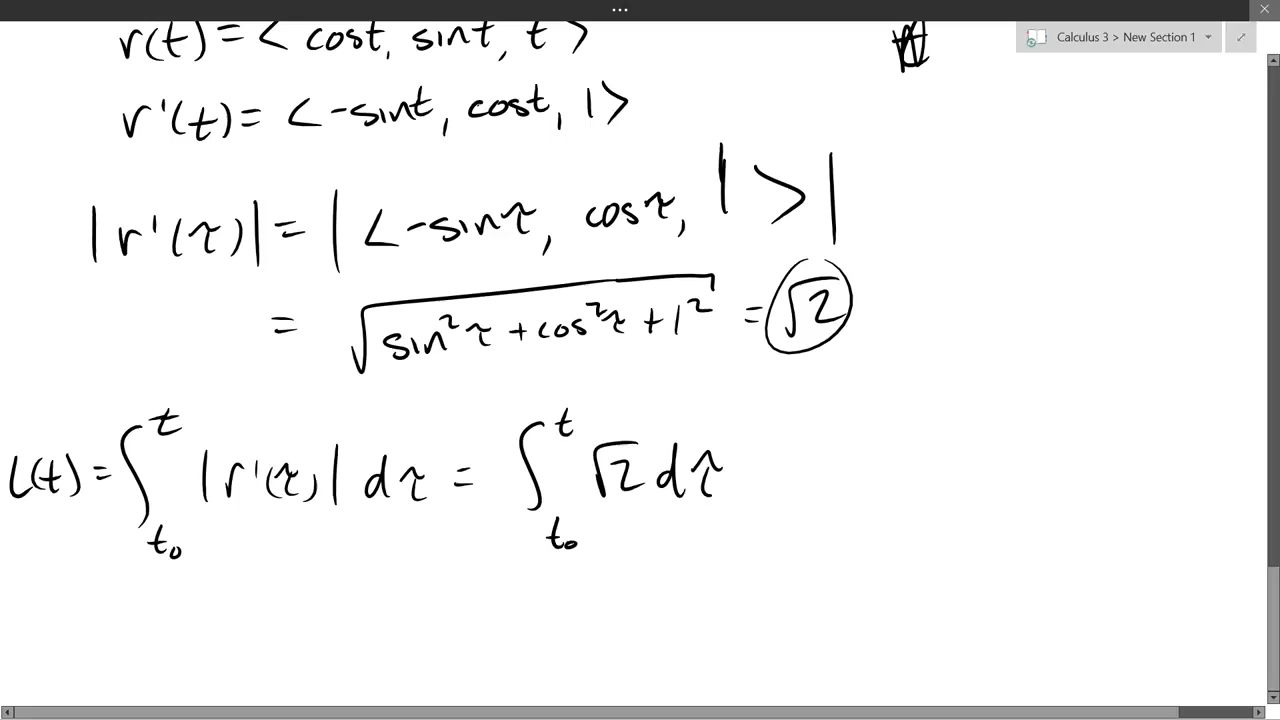 r(t) = < cost, sint, t >
Calculus 3 > New Section 1
r'(t) = < -sint, cost, 1 >
|r'(τ)| = |< -sinτ, cosτ, 1 >|
= √(sin²τ + cos²τ + 1²) = √2
L(t) = ∫_{t₀}^{t} |r'(τ)| dτ = ∫_{t₀}^{t} √2 dτ